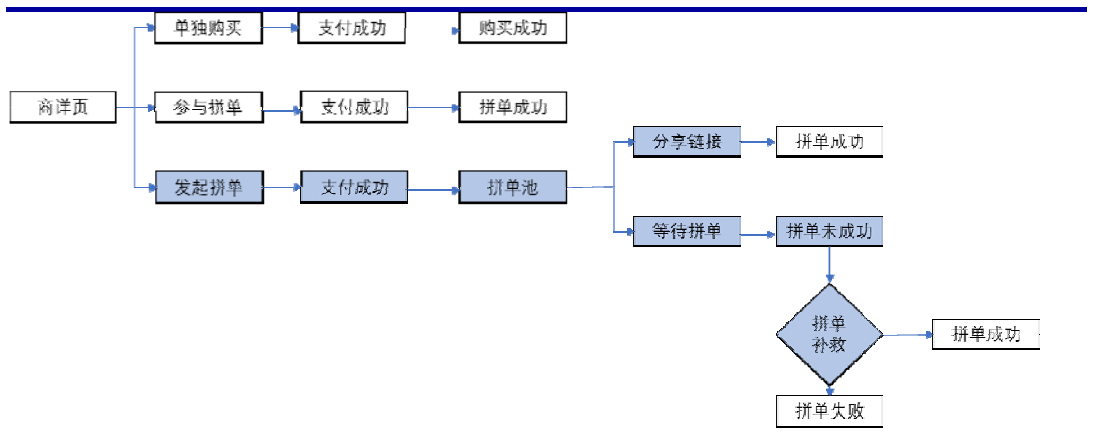 单独购买
支付成功
购买成功
商洋页
参与拼单
支付成功
拼单成功
发起拼单
支付成功
拼单池
分享链接
拼单成功
等待拼单
拼单未成功
拼单
补救
拼单成功
拼单失败